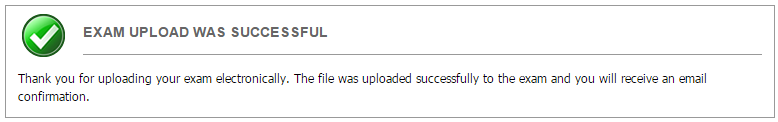 EXAM UPLOAD WAS SUCCESSFUL
Thank you for uploading your exam electronically. The file was uploaded successfully to the exam and you will receive an email
confirmation.